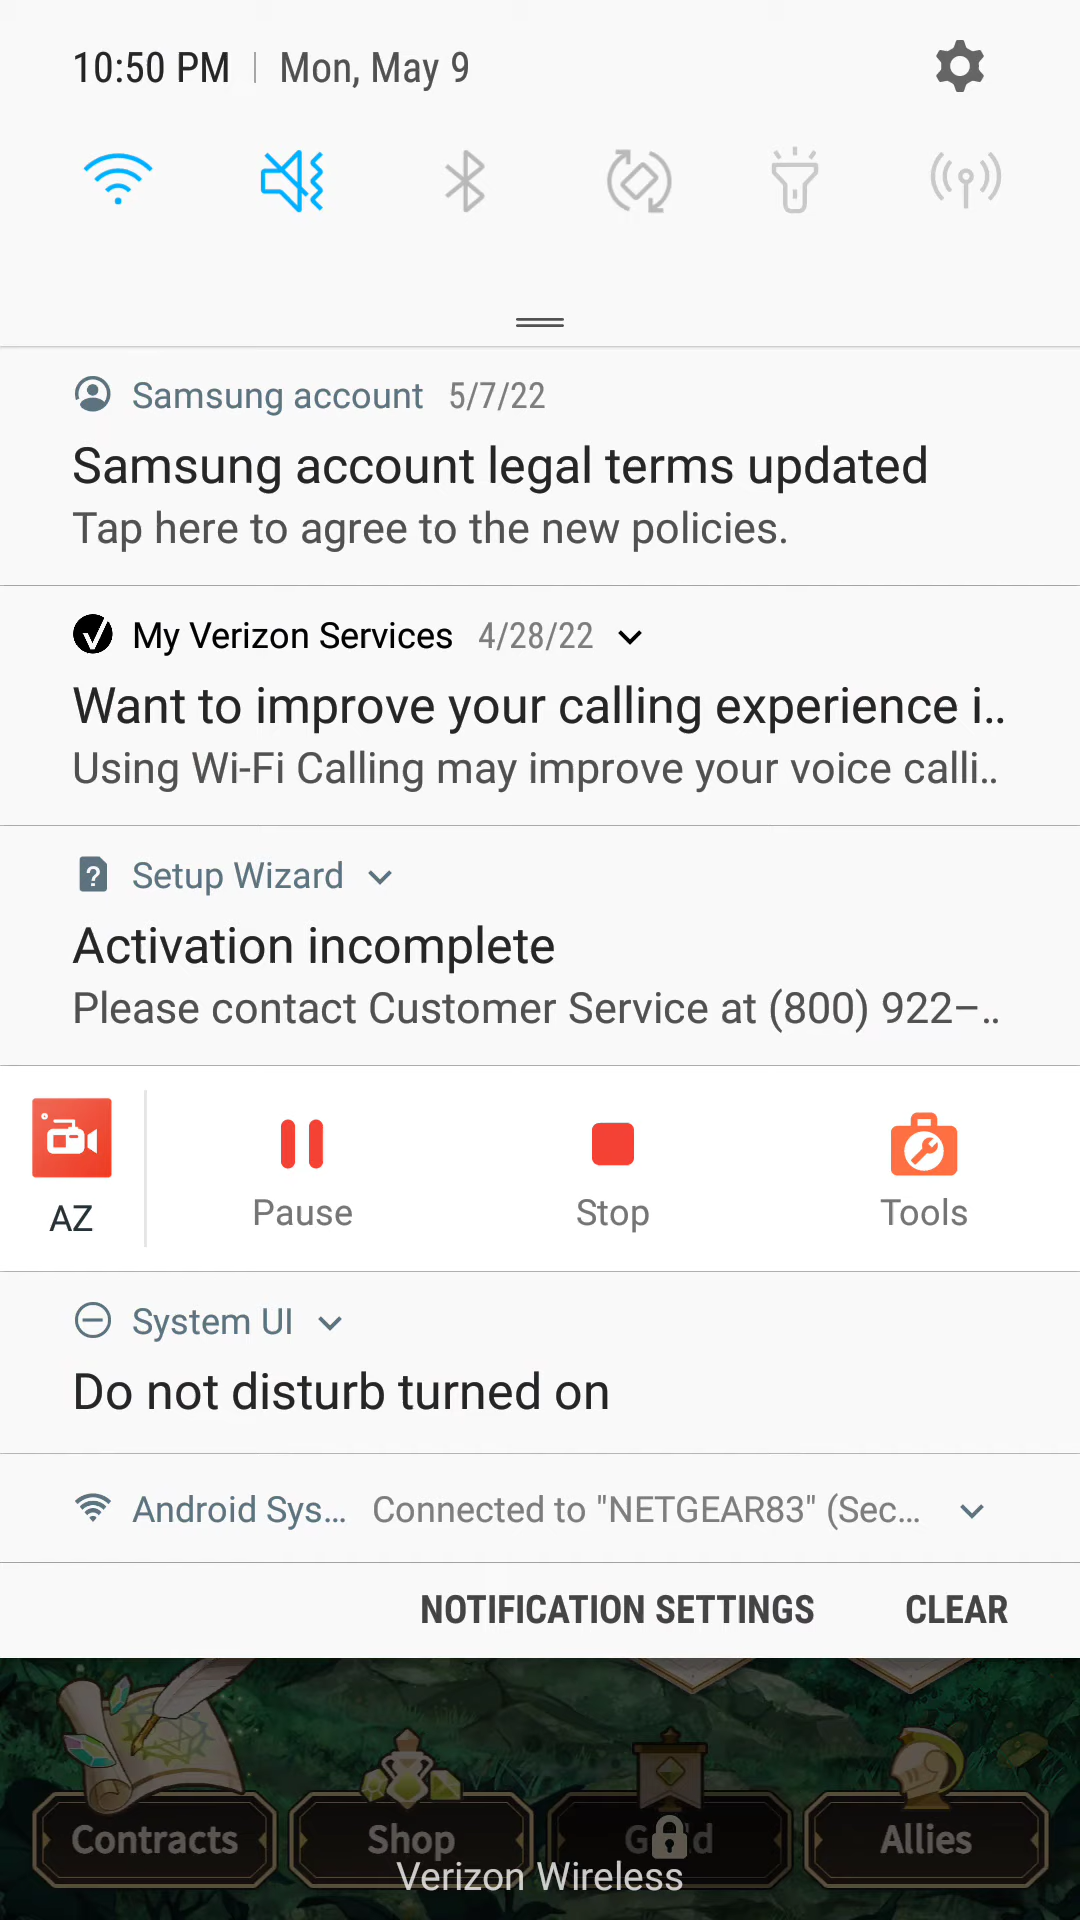 10:50 PM | Mon, May 9
Samsung account 5/7/22
Samsung account legal terms updated
Tap here to agree to the new policies.
My Verizon Services 4/28/22
Want to improve your calling experience i..
Using Wi-Fi Calling may improve your voice calli..
Setup Wizard
Activation incomplete
Please contact Customer Service at (800) 922–..
AZ
Pause
Stop
Tools
System UI
Do not disturb turned on
Android Sys... Connected to "NETGEAR83" (Sec...
NOTIFICATION SETTINGS CLEAR
Contracts Shop Allies
Verizon Wireless